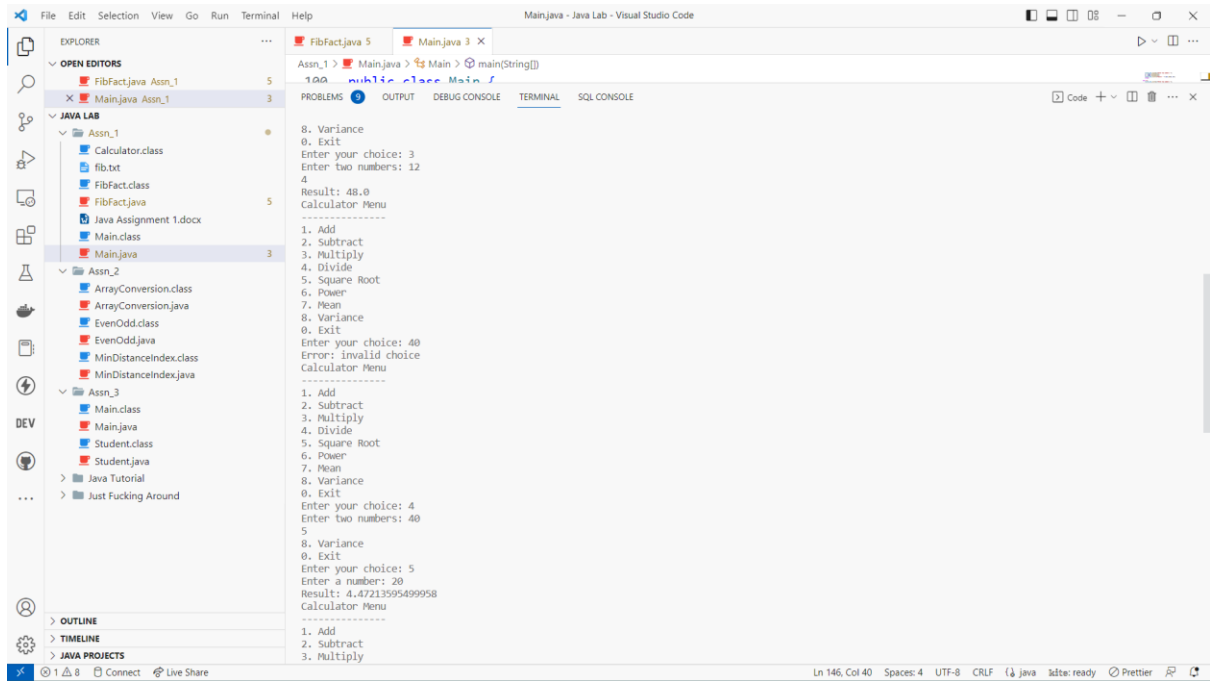 File Edit Selection View Go Run Terminal Help
Main.java - Java Lab - Visual Studio Code
EXPLORER
OPEN EDITORS
FibFact.java Assn_1 5
Main.java Assn_1 3
JAVA LAB
Assn_1
Calculator.class
fib.txt
FibFact.class
FibFact.java 5
Java Assignment 1.docx
Main.class
Main.java 3
Assn_2
ArrayConversion.class
ArrayConversion.java
EvenOdd.class
EvenOdd.java
MinDistanceIndex.class
MinDistanceIndex.java
Assn_3
Main.class
Main.java
Student.class
Student.java
Java Tutorial
Just Fucking Around
OUTLINE
TIMELINE
JAVA PROJECTS
DEV
FibFact.java 5 Main.java 3
Assn_1 > Main.java > Main > main(String[])
100 public class Main {
PROBLEMS 9 OUTPUT DEBUG CONSOLE TERMINAL SQL CONSOLE
Code
8. Variance
0. Exit
Enter your choice: 3
Enter two numbers: 12
4
Result: 48.0
Calculator Menu
---------------
1. Add
2. Subtract
3. Multiply
4. Divide
5. Square Root
6. Power
7. Mean
8. Variance
0. Exit
Enter your choice: 40
Error: invalid choice
Calculator Menu
---------------
1. Add
2. Subtract
3. Multiply
4. Divide
5. Square Root
6. Power
7. Mean
8. Variance
0. Exit
Enter your choice: 4
Enter two numbers: 40
5
8. Variance
0. Exit
Enter your choice: 5
Enter a number: 20
Result: 4.47213595499958
Calculator Menu
---------------
1. Add
2. Subtract
3. Multiply
1 8 Connect Live Share
Ln 146, Col 40 Spaces: 4 UTF-8 CRLF java ready Prettier